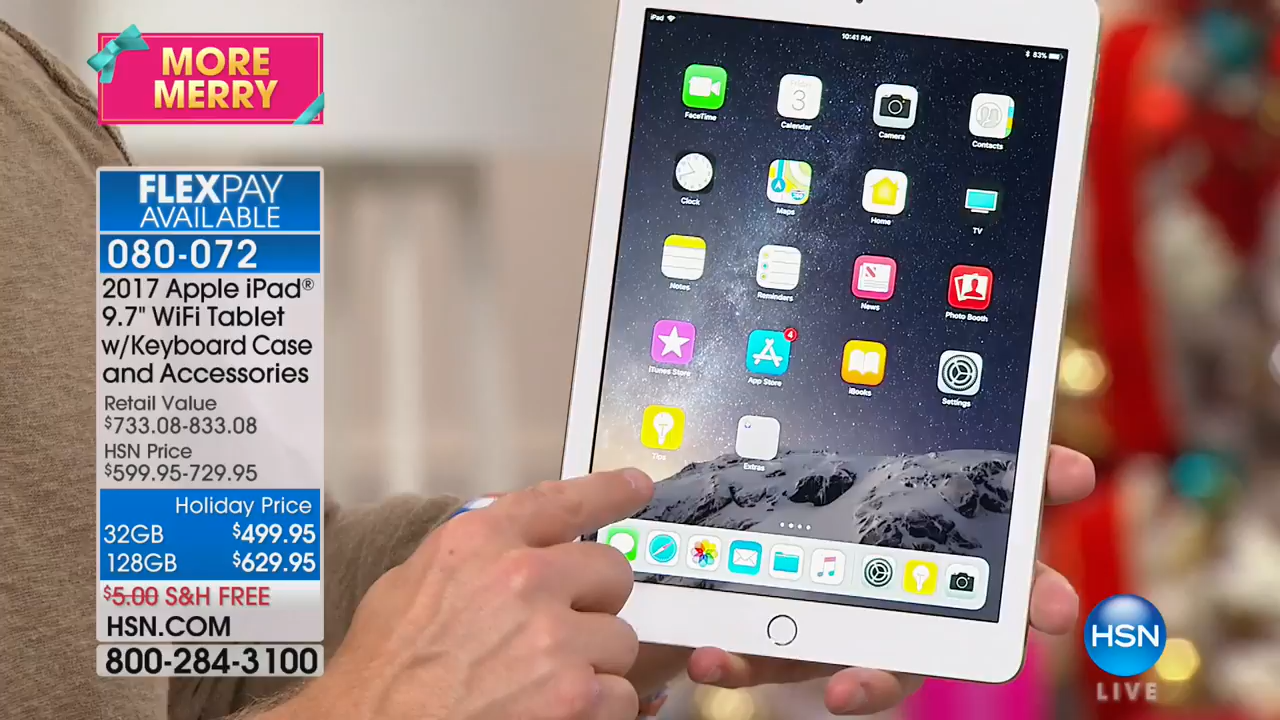 MORE
MERRY
FLEXPAY
AVAILABLE
080-072
2017 Apple iPad®
9.7" WiFi Tablet
w/Keyboard Case
and Accessories
Retail Value
$733.08-833.08
HSN Price
$599.95-729.95
Holiday Price
32GB $499.95
128GB $629.95
$5.00 S&H FREE
HSN.COM
800-284-3100
iPad
10:41 PM
83%
FaceTime
3
Calendar
Camera
Contacts
Clock
Maps
Home
TV
Notes
Reminders
News
Photo Booth
iTunes Store
4
App Store
iBooks
Settings
Tips
Extras
HSN
LIVE